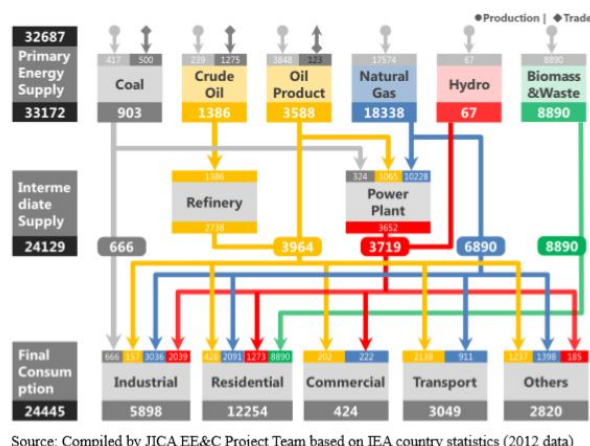 ●Production | ◆Trade
32687
Primary
Energy
Supply
33172
417 500
Coal
903
239 1275
Crude
Oil
1386
3848 123
Oil
Product
3588
17574
Natural
Gas
18338
67
Hydro
67
8890
Biomass
&Waste
8890
Interme
diate
Supply
24129
1386
Refinery
2738
324 1065 10228
Power
Plant
3652
666 3964 3719 6890 8890
Final
Consum
ption
24445
666 157 3036 2039
Industrial
5898
428 2091 1273 8890
Residential
12254
202 222
Commercial
424
2138 911
Transport
3049
1237 1398 185
Others
2820
Source: Compiled by JICA EE&C Project Team based on IEA country statistics (2012 data)